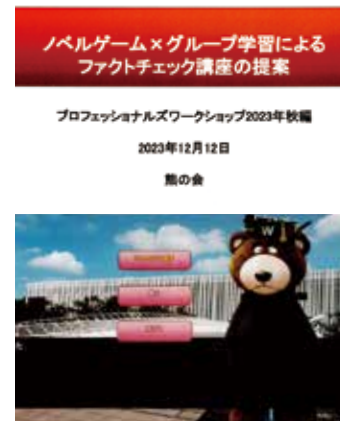 ノベルゲーム×グループ学習による
ファクトチェック講座の提案
プロフェッショナルズワークショップ2023年秋編
2023年12月12日
熊の会
W